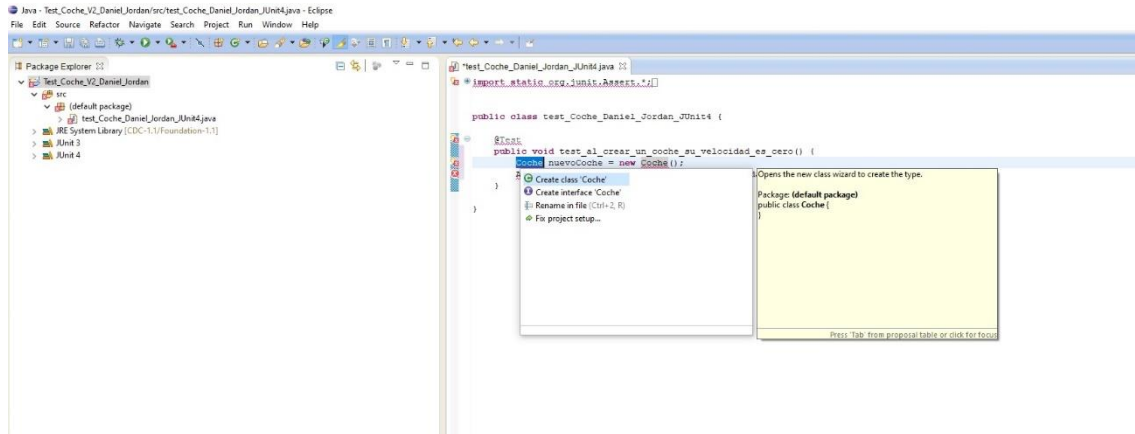 Java - Test_Coche_V2_Daniel_Jordan/src/test_Coche_Daniel_Jordan_JUnit4.java - Eclipse
File Edit Source Refactor Navigate Search Project Run Window Help
Package Explorer
*test_Coche_Daniel_Jordan_JUnit4.java
Test_Coche_V2_Daniel_Jordan
src
(default package)
test_Coche_Daniel_Jordan_JUnit4.java
JRE System Library [CDC-1.1/Foundation-1.1]
JUnit 3
JUnit 4
import static org.junit.Assert.*;
public class test_Coche_Daniel_Jordan_JUnit4 {
@Test
public void test_al_crear_un_coche_su_velocidad_es_cero() {
Coche nuevoCoche = new Coche();
}
}
Create class 'Coche'
Create interface 'Coche'
Rename in file (Ctrl+2, R)
Fix project setup...
Opens the new class wizard to create the type.
Package: (default package)
public class Coche {
}
Press 'Tab' from proposal table or click for focus